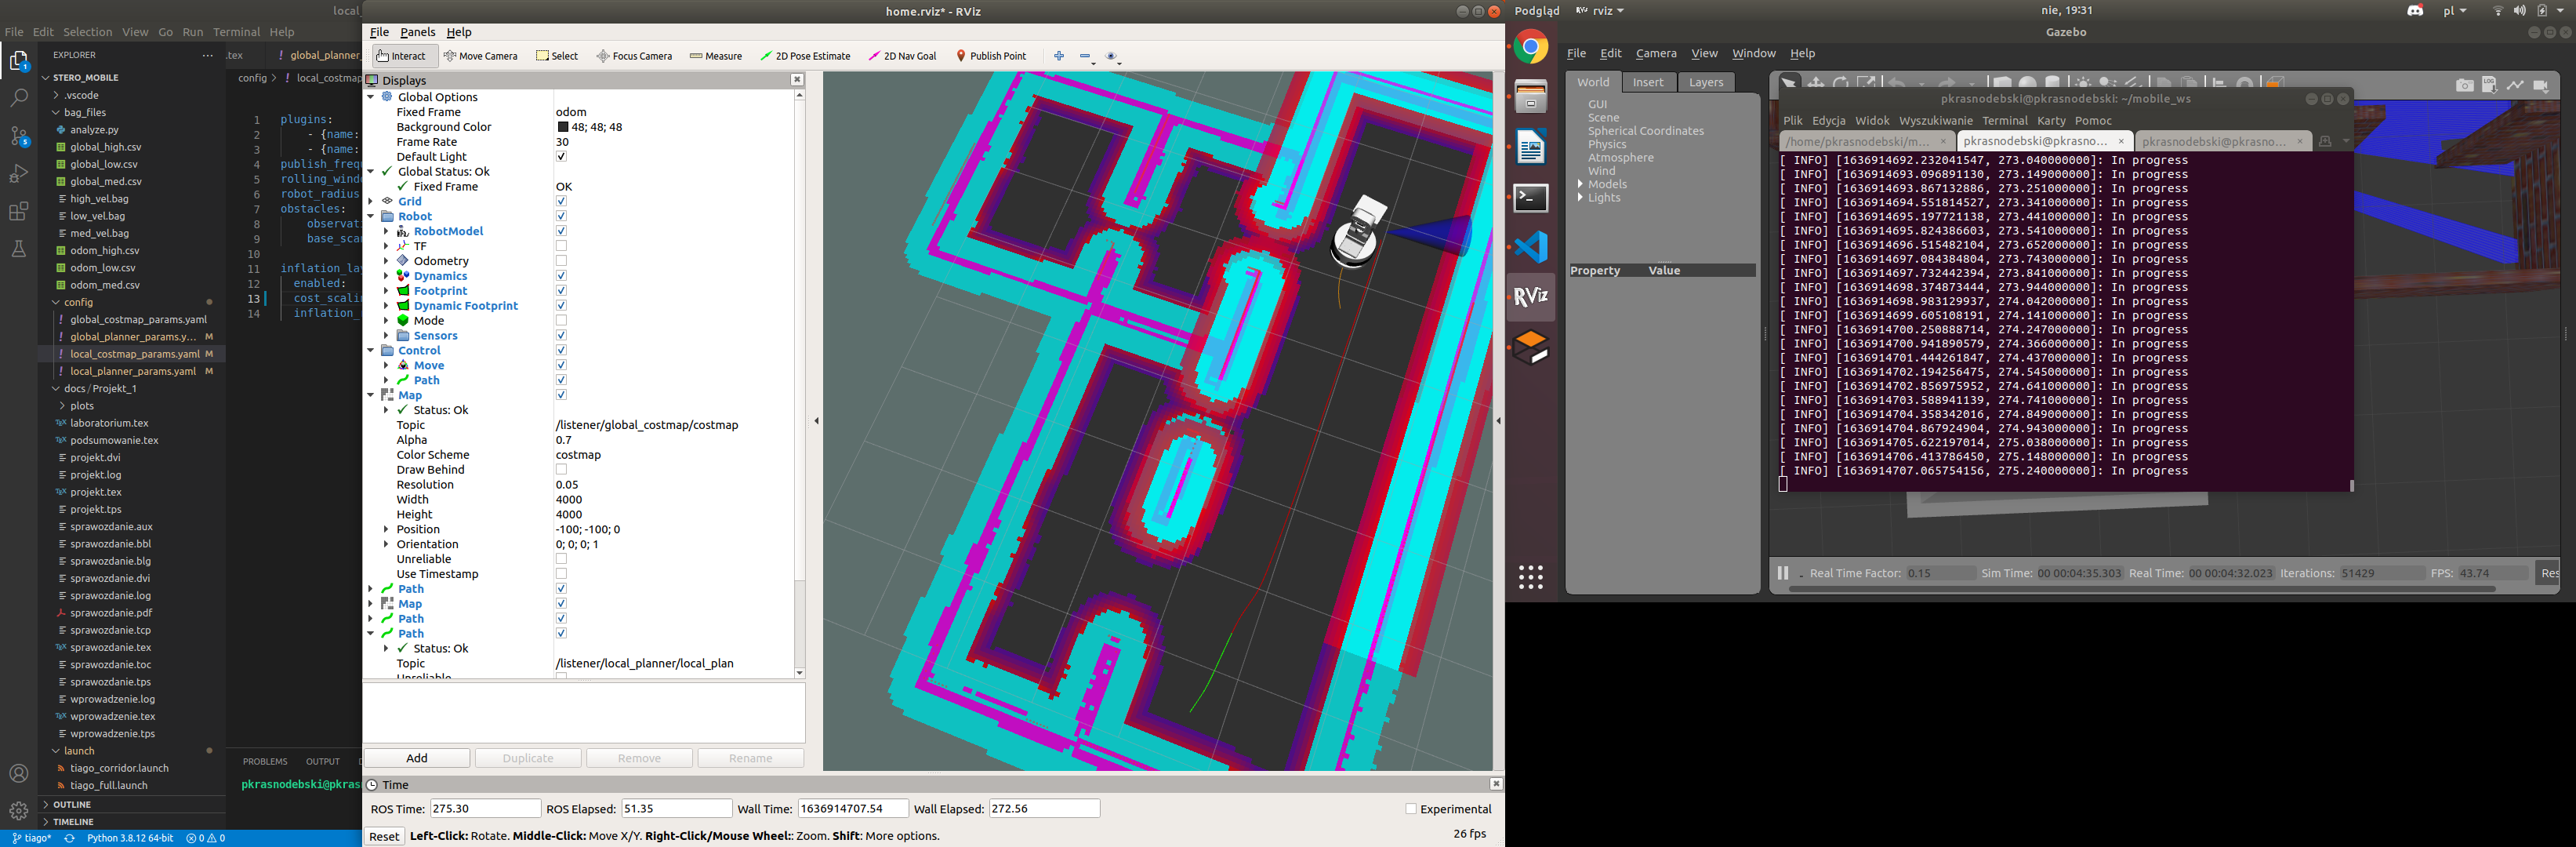 local_
File Edit Selection View Go Run Terminal Help
EXPLORER
STERO_MOBILE
.vscode
bag_files
analyze.py
global_high.csv
global_low.csv
global_med.csv
high_vel.bag
low_vel.bag
med_vel.bag
odom_high.csv
odom_low.csv
odom_med.csv
config
global_costmap_params.yaml
global_planner_params.y... M
local_costmap_params.yaml M
local_planner_params.yaml M
docs / Projekt_1
plots
laboratorium.tex
podsumowanie.tex
projekt.dvi
projekt.log
projekt.tex
projekt.tps
sprawozdanie.aux
sprawozdanie.bbl
sprawozdanie.blg
sprawozdanie.dvi
sprawozdanie.log
sprawozdanie.pdf
sprawozdanie.tcp
sprawozdanie.tex
sprawozdanie.toc
sprawozdanie.tps
wprowadzenie.log
wprowadzenie.tex
wprowadzenie.tps
launch
tiago_corridor.launch
tiago_full.launch
OUTLINE
TIMELINE
tiago* Python 3.8.12 64-bit 0 0
.tex global_planner_
config > local_costmap
1 plugins:
2 - {name:
3 - {name:
4 publish_frequ
5 rolling_windo
6 robot_radius
7 obstacles:
8 observati
9 base_scan
10
11 inflation_lay
12 enabled:
13 cost_scali
14 inflation_
PROBLEMS OUTPUT
pkrasnodebski@pkras
home.rviz* - RViz
File Panels Help
Interact Move Camera Select Focus Camera Measure 2D Pose Estimate 2D Nav Goal Publish Point
Displays
Global Options
Fixed Frame odom
Background Color 48; 48; 48
Frame Rate 30
Default Light
Global Status: Ok
Fixed Frame OK
Grid
Robot
RobotModel
TF
Odometry
Dynamics
Footprint
Dynamic Footprint
Mode
Sensors
Control
Move
Path
Map
Status: Ok
Topic /listener/global_costmap/costmap
Alpha 0.7
Color Scheme costmap
Draw Behind
Resolution 0.05
Width 4000
Height 4000
Position -100; -100; 0
Orientation 0; 0; 0; 1
Unreliable
Use Timestamp
Path
Map
Path
Path
Status: Ok
Topic /listener/local_planner/local_plan
Unreliable
Add Duplicate Remove Rename
Time
ROS Time: 275.30 ROS Elapsed: 51.35 Wall Time: 1636914707.54 Wall Elapsed: 272.56 Experimental
Reset Left-Click: Rotate. Middle-Click: Move X/Y. Right-Click/Mouse Wheel:: Zoom. Shift: More options. 26 fps
Podgląd rviz nie, 19:31 pl
RViz
Gazebo
File Edit Camera View Window Help
World Insert Layers
GUI
Scene
Spherical Coordinates
Physics
Atmosphere
Wind
Models
Lights
Property Value
pkrasnodebski@pkrasnodebski: ~/mobile_ws
Plik Edycja Widok Wyszukiwanie Terminal Karty Pomoc
/home/pkrasnodebski/m... pkrasnodebski@pkrasno... pkrasnodebski@pkrasno...
[ INFO] [1636914692.232041547, 273.040000000]: In progress
[ INFO] [1636914693.096891130, 273.149000000]: In progress
[ INFO] [1636914693.867132886, 273.251000000]: In progress
[ INFO] [1636914694.551814527, 273.341000000]: In progress
[ INFO] [1636914695.197721138, 273.441000000]: In progress
[ INFO] [1636914695.824386603, 273.541000000]: In progress
[ INFO] [1636914696.515482104, 273.652000000]: In progress
[ INFO] [1636914697.084384804, 273.743000000]: In progress
[ INFO] [1636914697.732442394, 273.841000000]: In progress
[ INFO] [1636914698.374873444, 273.944000000]: In progress
[ INFO] [1636914698.983129937, 274.042000000]: In progress
[ INFO] [1636914699.605108191, 274.141000000]: In progress
[ INFO] [1636914700.250888714, 274.247000000]: In progress
[ INFO] [1636914700.941890579, 274.366000000]: In progress
[ INFO] [1636914701.444261847, 274.437000000]: In progress
[ INFO] [1636914702.194256475, 274.545000000]: In progress
[ INFO] [1636914702.856975952, 274.641000000]: In progress
[ INFO] [1636914703.588941139, 274.741000000]: In progress
[ INFO] [1636914704.358342016, 274.849000000]: In progress
[ INFO] [1636914704.867924904, 274.943000000]: In progress
[ INFO] [1636914705.622197014, 275.038000000]: In progress
[ INFO] [1636914706.413786450, 275.148000000]: In progress
[ INFO] [1636914707.065754156, 275.240000000]: In progress
Real Time Factor: 0.15 Sim Time: 00 00:04:35.303 Real Time: 00 00:04:32.023 Iterations: 51429 FPS: 43.74 Res